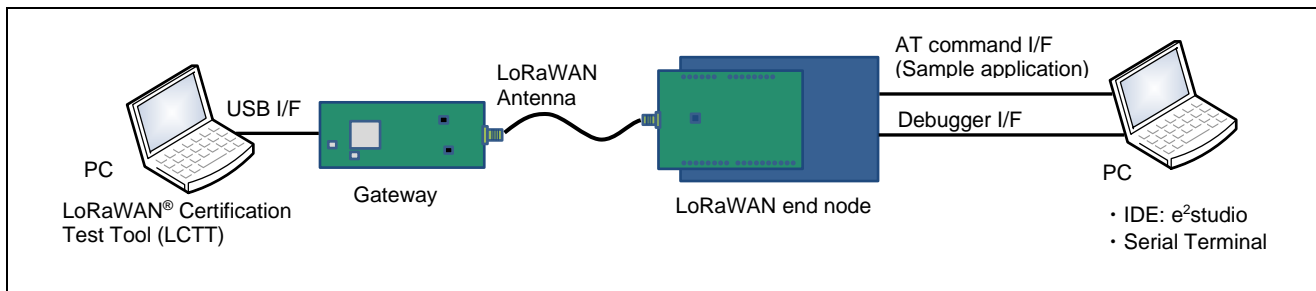 PC
LoRaWAN® Certification
Test Tool (LCTT)
USB I/F
Gateway
LoRaWAN
Antenna
LoRaWAN end node
AT command I/F
(Sample application)
Debugger I/F
PC
・IDE: e²studio
・Serial Terminal